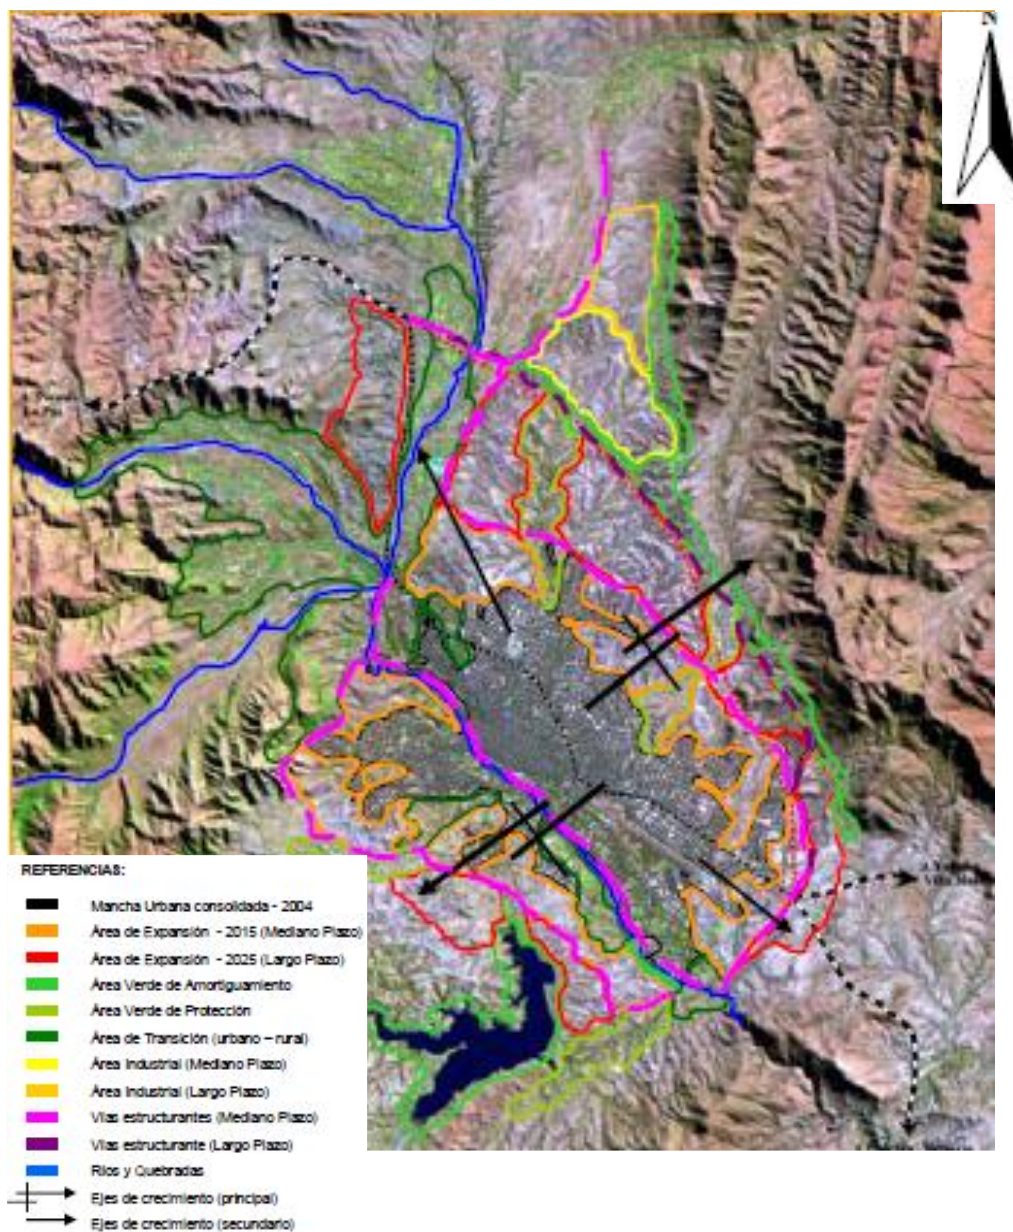 N
REFERENCIAS:
Mancha Urbana consolidada - 2004
Área de Expansión - 2015 (Mediano Plazo)
Área de Expansión - 2025 (Largo Plazo)
Área Verde de Amortiguamiento
Área Verde de Protección
Área de Transición (urbano – rural)
Área Industrial (Mediano Plazo)
Área Industrial (Largo Plazo)
Vías estructurantes (Mediano Plazo)
Vías estructurante (Largo Plazo)
Ríos y Quebradas
Ejes de crecimiento (principal)
Ejes de crecimiento (secundario)